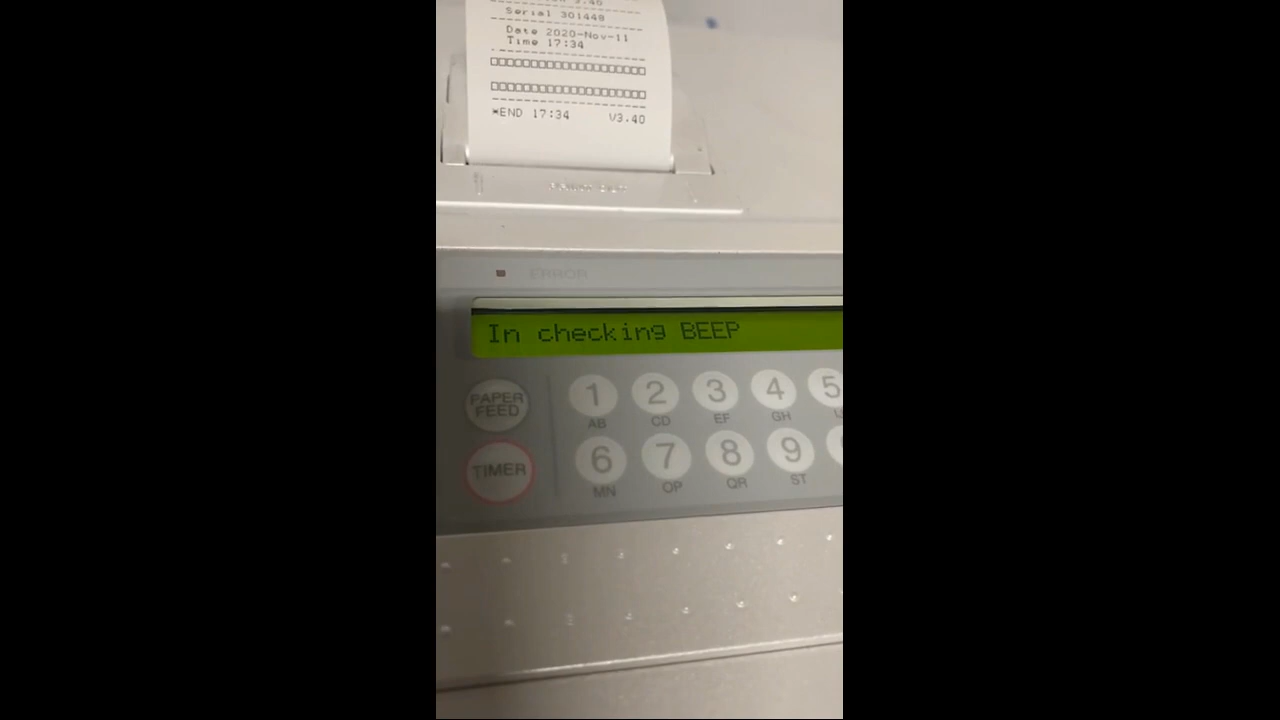 Serial 301448
Date 2020-Nov-11
Time 17:34
*END 17:34 V3.40
PRINT OUT
ERROR
In checking BEEP
PAPER FEED
TIMER
1 2 3 4 5
AB CD EF GH
6 7 8 9
MN OP QR ST